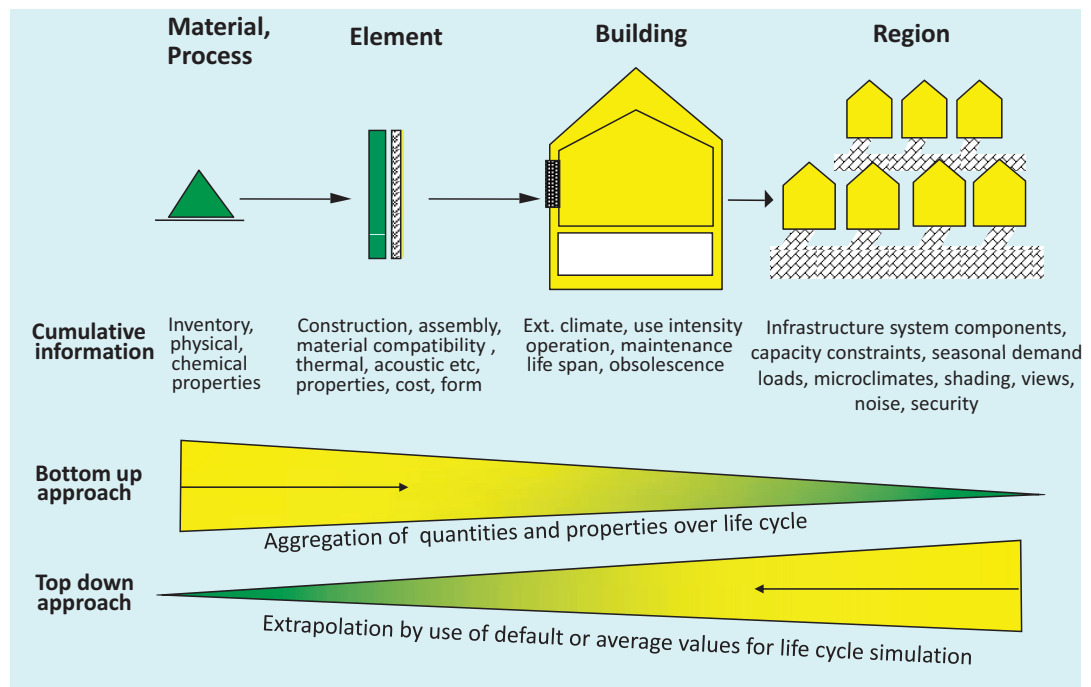 Material,
Process
Element
Building
Region
Cumulative
information
Inventory,
physical,
chemical
properties
Construction, assembly,
material compatibility ,
thermal, acoustic etc,
properties, cost, form
Ext. climate, use intensity
operation, maintenance
life span, obsolescence
Infrastructure system components,
capacity constraints, seasonal demand
loads, microclimates, shading, views,
noise, security
Bottom up
approach
Aggregation of quantities and properties over life cycle
Top down
approach
Extrapolation by use of default or average values for life cycle simulation